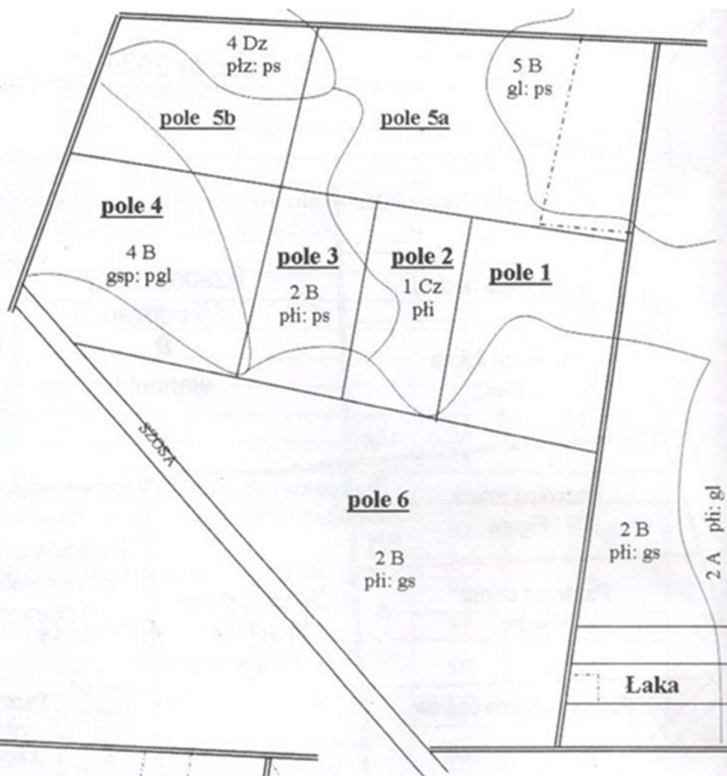 4 Dz
płz: ps
5 B
gl: ps
pole 5b
pole 5a
pole 4
4 B
gsp: pgl
pole 3
2 B
płi: ps
pole 2
1 Cz
płi
pole 1
SZOSA
pole 6
2 B
płi: gs
2 B
płi: gs
2 A płi: gl
Łaka